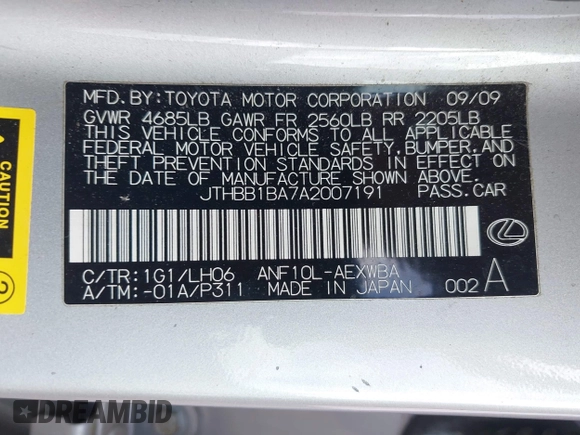 MFD.BY:TOYOTA MOTOR CORPORATION 09/09
GVWR 4685LB GAWR FR 2560LB RR 2205LB
THIS VEHICLE CONFORMS TO ALL APPLICABLE
FEDERAL MOTOR VEHICLE SAFETY,BUMPER,AND
THEFT PREVENTION STANDARDS IN EFFECT ON
THE DATE OF MANUFACTURE SHOWN ABOVE.
JTHBB1BA7A2007191 PASS.CAR
C/TR:1G1/LH06 ANF10L-AEXWBA
A/TM:-01A/P311 MADE IN JAPAN 002 A
CAUTION
2
DREAMBID